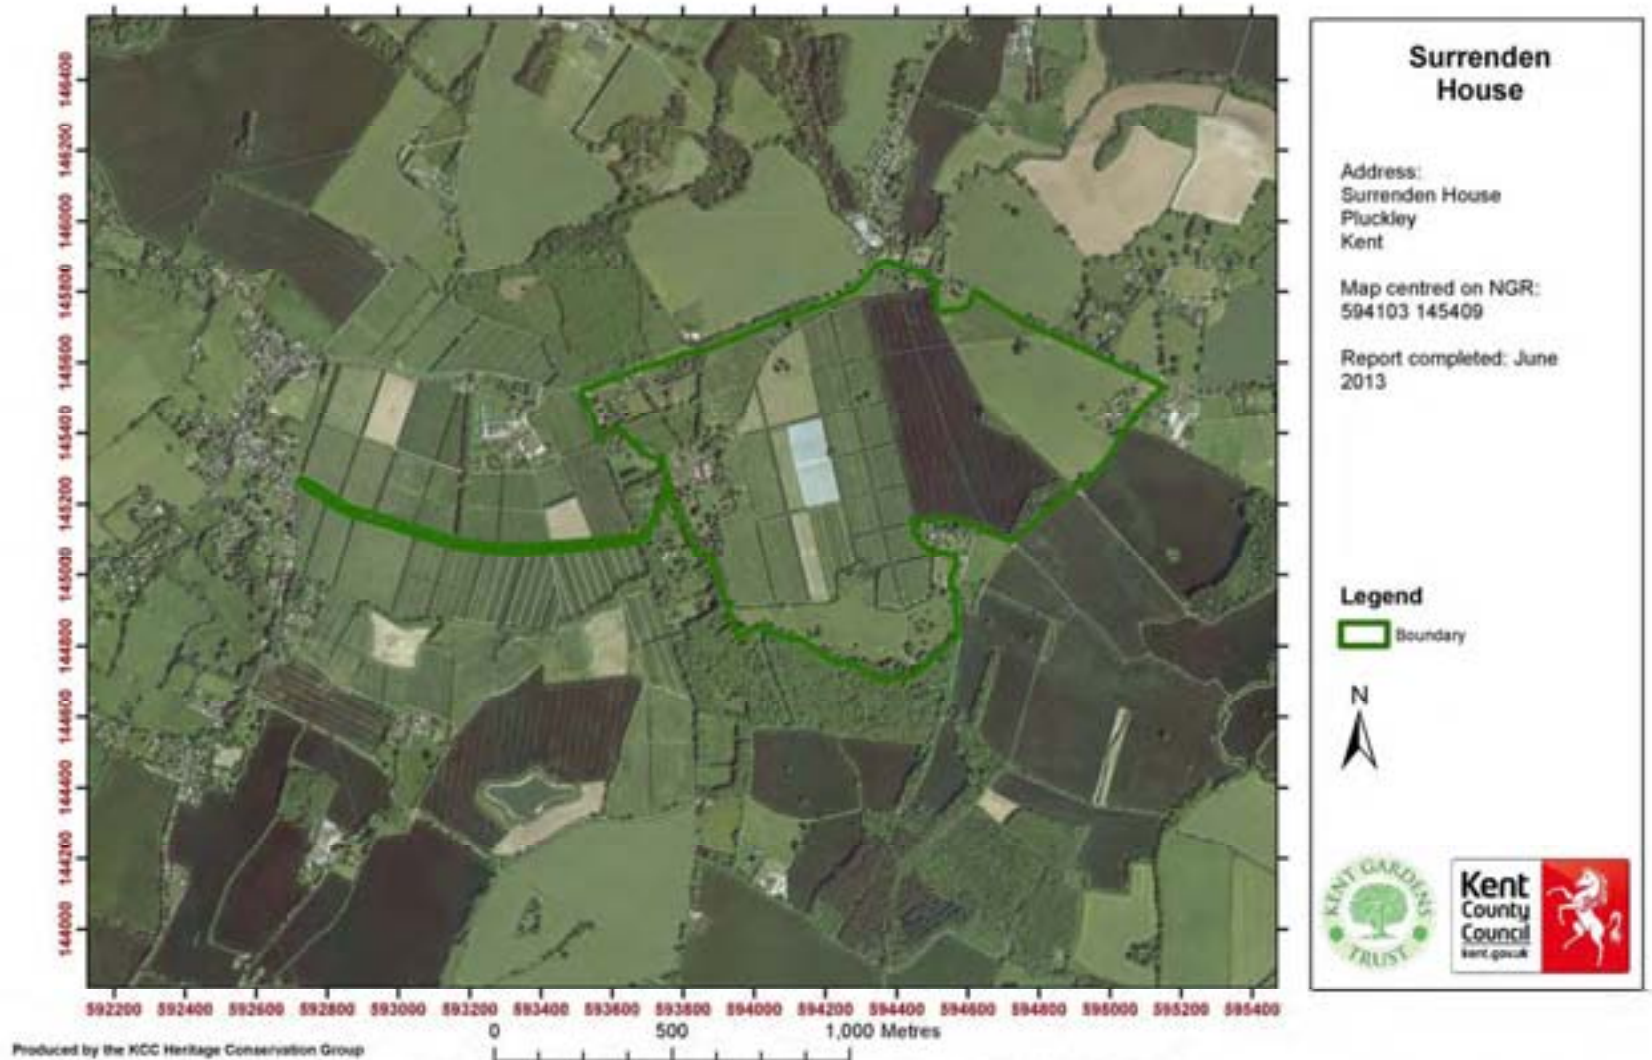 Surrenden
House
Address:
Surrenden House
Pluckley
Kent
Map centred on NGR:
594103 145409
Report completed: June
2013
Legend
Boundary
N
KENT GARDENS
TRUST
Kent
County
Council
kent.gov.uk
146400
146200
146000
145800
145600
145400
145200
145000
144800
144600
144400
144200
144000
592200 592400 592600 592800 593000 593200 593400 593600 593800 594000 594200 594400 594600 594800 595000 595200 595400
0 500 1,000 Metres
Produced by the KCC Heritage Conservation Group